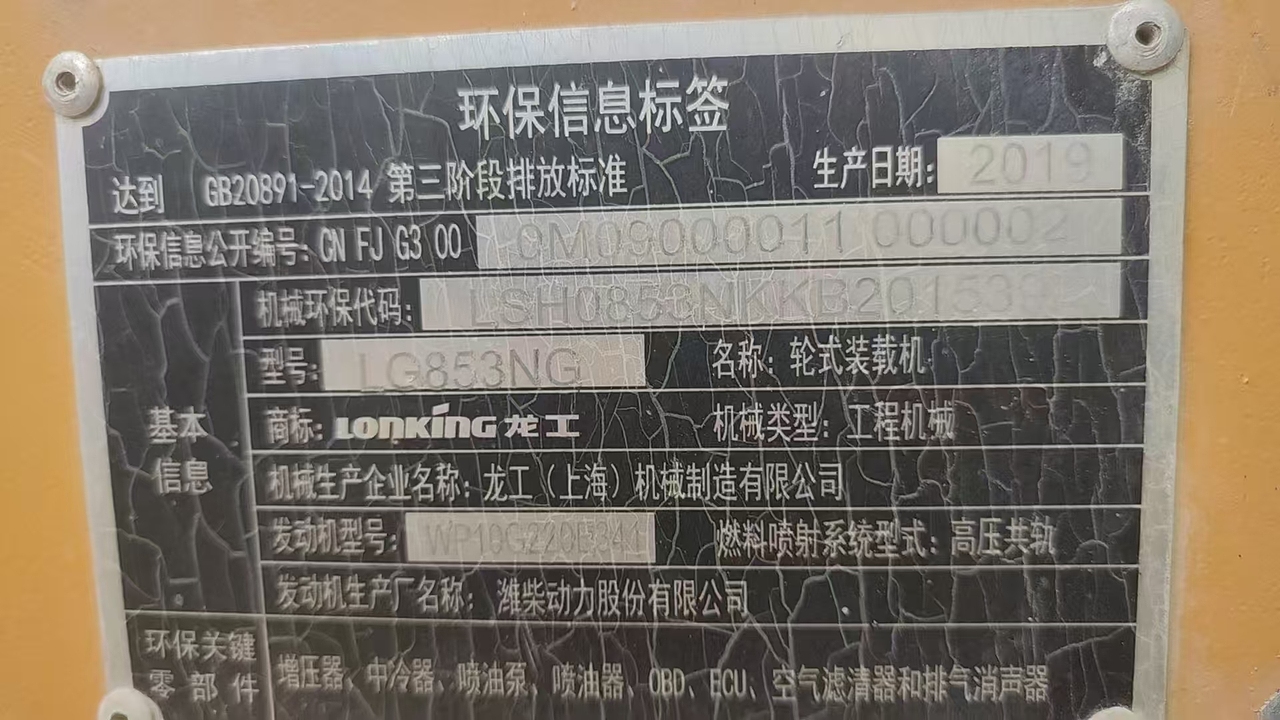 环保信息标签
达到 GB20891-2014 第三阶段排放标准 生产日期: 2019
环保信息公开编号: CN FJ G3 00 0M09000011 000002
机械环保代码:
型号: LG853NG 名称: 轮式装载机
商标: LONKING 龙工 机械类型: 工程机械
基本
信息
机械生产企业名称: 龙工(上海)机械制造有限公司
发动机型号: WP10G220E341 燃料喷射系统型式: 高压共轨
发动机生产厂名称: 潍柴动力股份有限公司
环保关键
零部件
增压器、中冷器、喷油泵、喷油器、OBD、ECU、空气滤清器和排气消声器